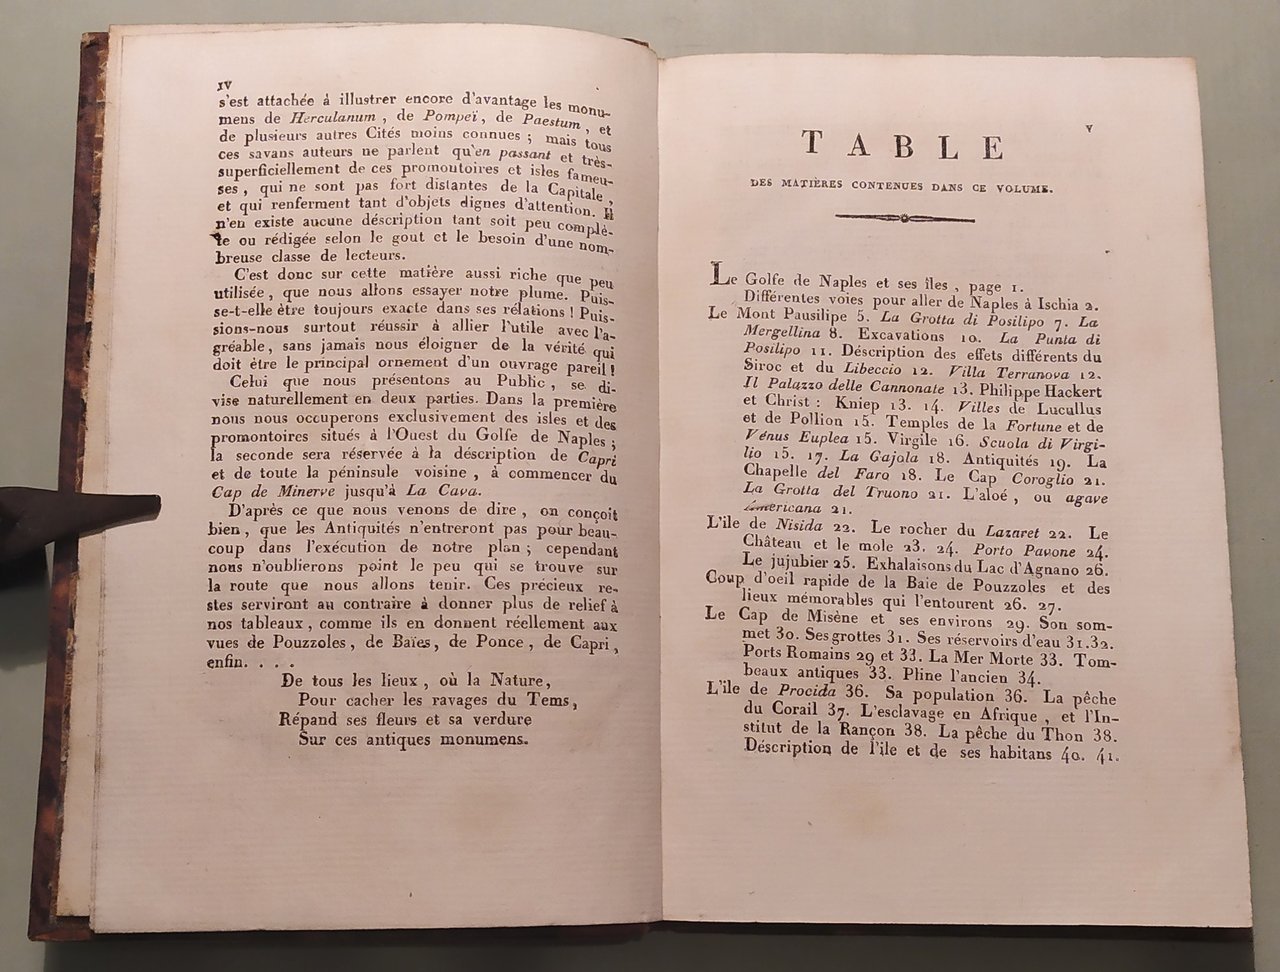 IV
s'est attachée à illustrer encore d'avantage les monu-
mens de Herculanum, de Pompeï, de Paestum, et
de plusieurs autres Cités moins connues ; mais tous
ces savans auteurs ne parlent qu'en passant et très-
superficiellement de ces promontoires et isles fameu-
ses, qui ne sont pas fort distantes de la Capitale,
et qui renferment tant d'objets dignes d'attention. Il
n'en existe aucune déscription tant soit peu complè-
te ou rédigée selon le gout et le besoin d'une nom-
breuse classe de lecteurs.
C'est donc sur cette matière aussi riche que peu
utilisée, que nous allons essayer notre plume. Puis-
se-t-elle être toujours exacte dans ses rélations ! Puis-
sions-nous surtout réussir à allier l'utile avec l'a-
gréable, sans jamais nous éloigner de la vérité qui
doit être le principal ornement d'un ouvrage pareil !
Celui que nous présentons au Public, se di-
vise naturellement en deux parties. Dans la première
nous nous occuperons exclusivement des isles et des
promontoires situés à l'Ouest du Golfe de Naples ;
la seconde sera réservée à la déscription de Capri
et de toute la péninsule voisine, à commencer du
Cap de Minerve jusqu'à La Cava.
D'après ce que nous venons de dire, on conçoit
bien, que les Antiquités n'entreront pas pour beau-
coup dans l'exécution de notre plan ; cependant
nous n'oublierons point le peu qui se trouve sur
la route que nous allons tenir. Ces précieux re-
stes serviront au contraire à donner plus de relief à
nos tableaux, comme ils en donnent réellement aux
vues de Pouzzoles, de Baïes, de Ponce, de Capri,
enfin. . . .
De tous les lieux, où la Nature,
Pour cacher les ravages du Tems,
Répand ses fleurs et sa verdure
Sur ces antiques monumens.
V
TABLE
DES MATIÈRES CONTENUES DANS CE VOLUME.
Le Golfe de Naples et ses îles, page 1.
Différentes voies pour aller de Naples à Ischia 2.
Le Mont Pausilipe 5. La Grotta di Posilipo 7. La
Mergellina 8. Excavations 10. La Punta di
Posilipo 11. Déscription des effets différents du
Siroc et du Libeccio 12. Villa Terranova 12.
Il Palazzo delle Cannonate 13. Philippe Hackert
et Christ : Kniep 13. 14. Villes de Lucullus
et de Pollion 15. Temples de la Fortune et de
Vénus Euplea 15. Virgile 16. Scuola di Virgi-
lio 15. 17. La Gajola 18. Antiquités 19. La
Chapelle del Faro 18. Le Cap Coroglio 21.
La Grotta del Truono 21. L'aloé, ou agave
americana 21.
L'ile de Nisida 22. Le rocher du Lazaret 22. Le
Château et le mole 23. 24. Porto Pavone 24.
Le jujubier 25. Exhalaisons du Lac d'Agnano 26.
Coup d'oeil rapide de la Baie de Pouzzoles et des
lieux mémorables qui l'entourent 26. 27.
Le Cap de Misène et ses environs 29. Son som-
met 30. Ses grottes 31. Ses réservoirs d'eau 31.32.
Ports Romains 29 et 33. La Mer Morte 33. Tom-
beaux antiques 33. Pline l'ancien 34.
L'ile de Procida 36. Sa population 36. La pêche
du Corail 37. L'esclavage en Afrique, et l'In-
stitut de la Rançon 38. La pêche du Thon 38.
Déscription de l'ile et de ses habitans 40. 41.